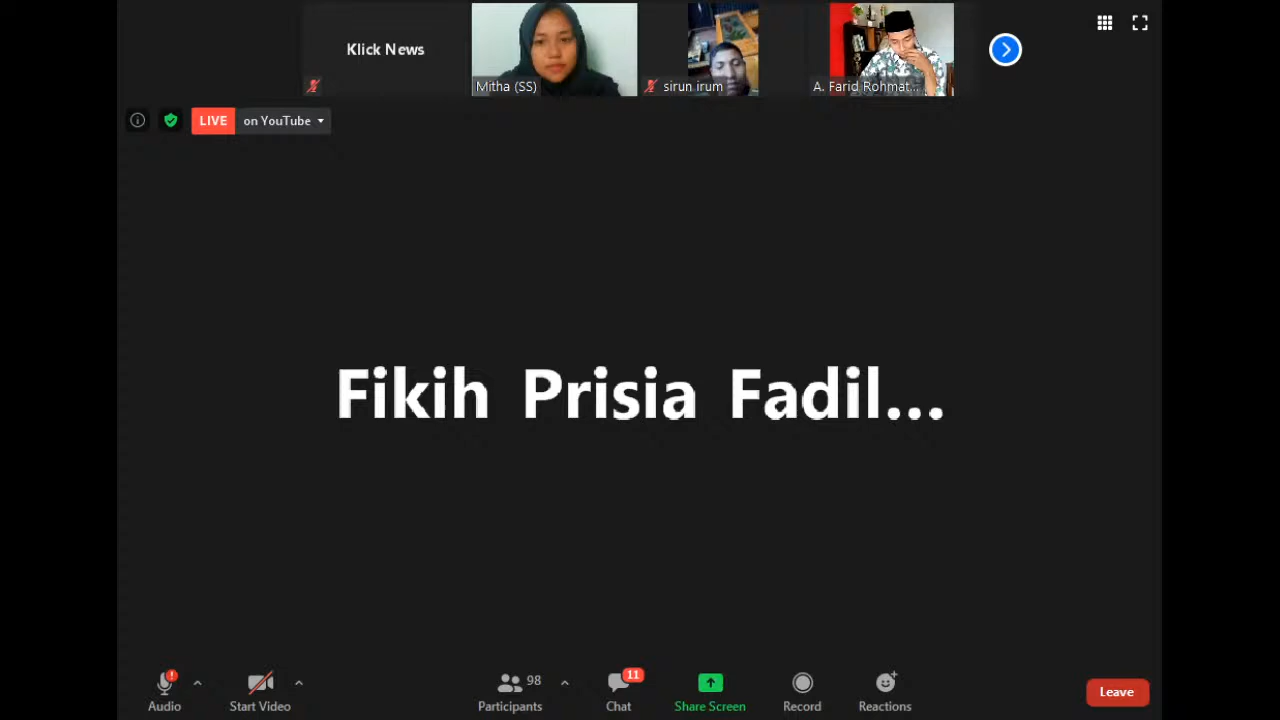 Klick News
Mitha (SS)
sirun irum
A. Farid Rohmat...
LIVE on YouTube
Fikih Prisia Fadil...
98
11
Audio
Start Video
Participants
Chat
Share Screen
Record
Reactions
Leave